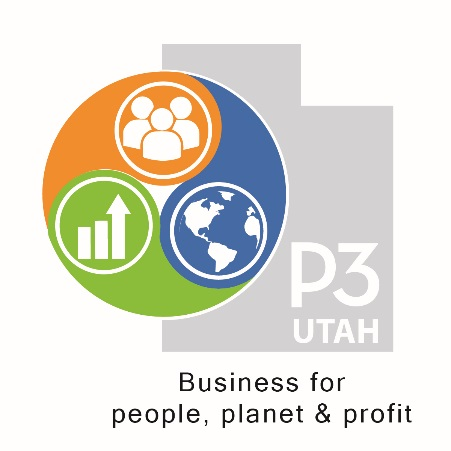 P3
UTAH
Business for
people, planet & profit